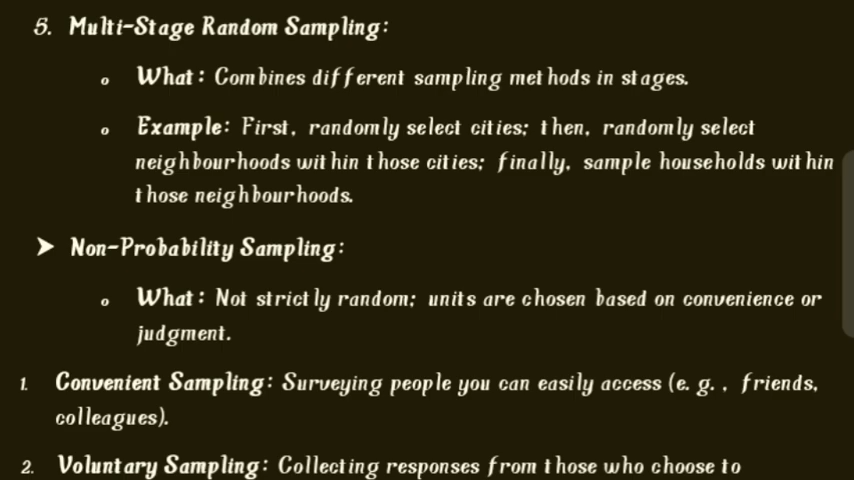 5. Multi-Stage Random Sampling:
o What: Combines different sampling methods in stages.
o Example: First, randomly select cities; then, randomly select
neighbourhoods within those cities; finally, sample households within
those neighbourhoods.
➤ Non-Probability Sampling:
o What: Not strictly random; units are chosen based on convenience or
judgment.
1. Convenient Sampling: Surveying people you can easily access (e. g. , friends,
colleagues).
2. Voluntary Sampling: Collecting responses from those who choose to